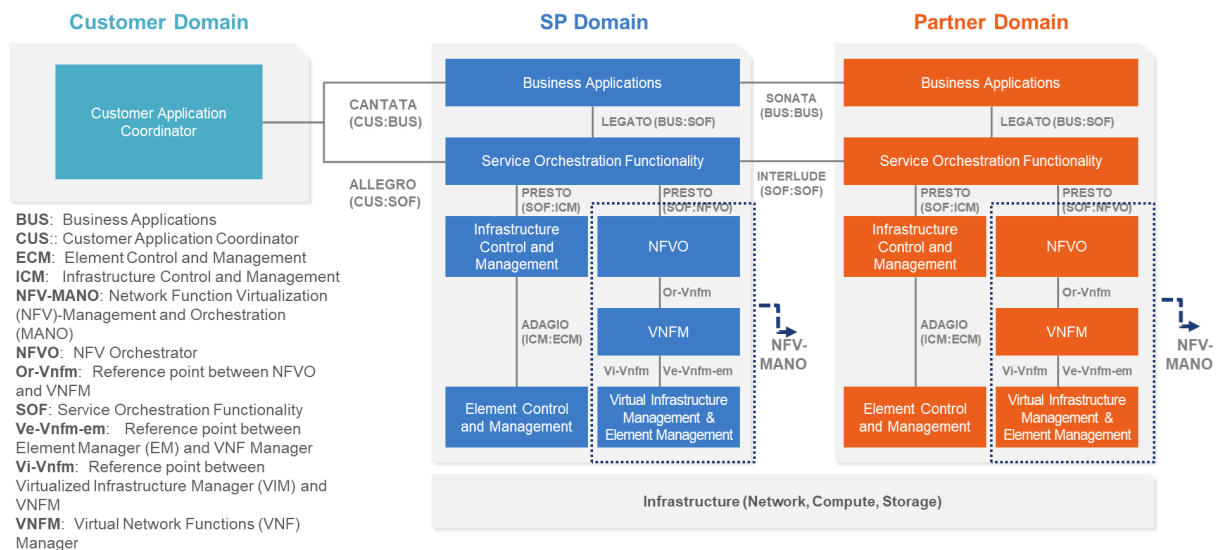 Customer Domain
SP Domain
Partner Domain
Customer Application
Coordinator
CANTATA
(CUS:BUS)
ALLEGRO
(CUS:SOF)
Business Applications
LEGATO (BUS:SOF)
Service Orchestration Functionality
PRESTO
(SOF:ICM)
PRESTO
(SOF:NFVO)
Infrastructure
Control and
Management
NFVO
Or-Vnfm
ADAGIO
(ICM:ECM)
VNFM
Vi-Vnfm
Ve-Vnfm-em
Element Control
and Management
Virtual Infrastructure
Management &
Element Management
NFV-
MANO
SONATA
(BUS:BUS)
INTERLUDE
(SOF:SOF)
Business Applications
LEGATO (BUS:SOF)
Service Orchestration Functionality
PRESTO
(SOF:ICM)
PRESTO
(SOF:NFVO)
Infrastructure
Control and
Management
NFVO
Or-Vnfm
ADAGIO
(ICM:ECM)
VNFM
Vi-Vnfm
Ve-Vnfm-em
Element Control
and Management
Virtual Infrastructure
Management &
Element Management
NFV-
MANO
Infrastructure (Network, Compute, Storage)
BUS: Business Applications
CUS:: Customer Application Coordinator
ECM: Element Control and Management
ICM: Infrastructure Control and Management
NFV-MANO: Network Function Virtualization
(NFV)-Management and Orchestration
(MANO)
NFVO: NFV Orchestrator
Or-Vnfm: Reference point between NFVO
and VNFM
SOF: Service Orchestration Functionality
Ve-Vnfm-em: Reference point between
Element Manager (EM) and VNF Manager
Vi-Vnfm: Reference point between
Virtualized Infrastructure Manager (VIM) and
VNFM
VNFM: Virtual Network Functions (VNF)
Manager